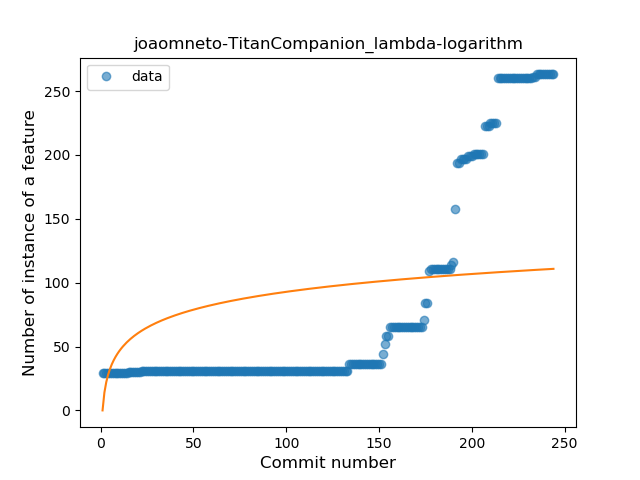 joaomneto-TitanCompanion_lambda-logarithm
data
Number of instance of a feature
250
200
150
100
50
0
0 50 100 150 200 250
Commit number